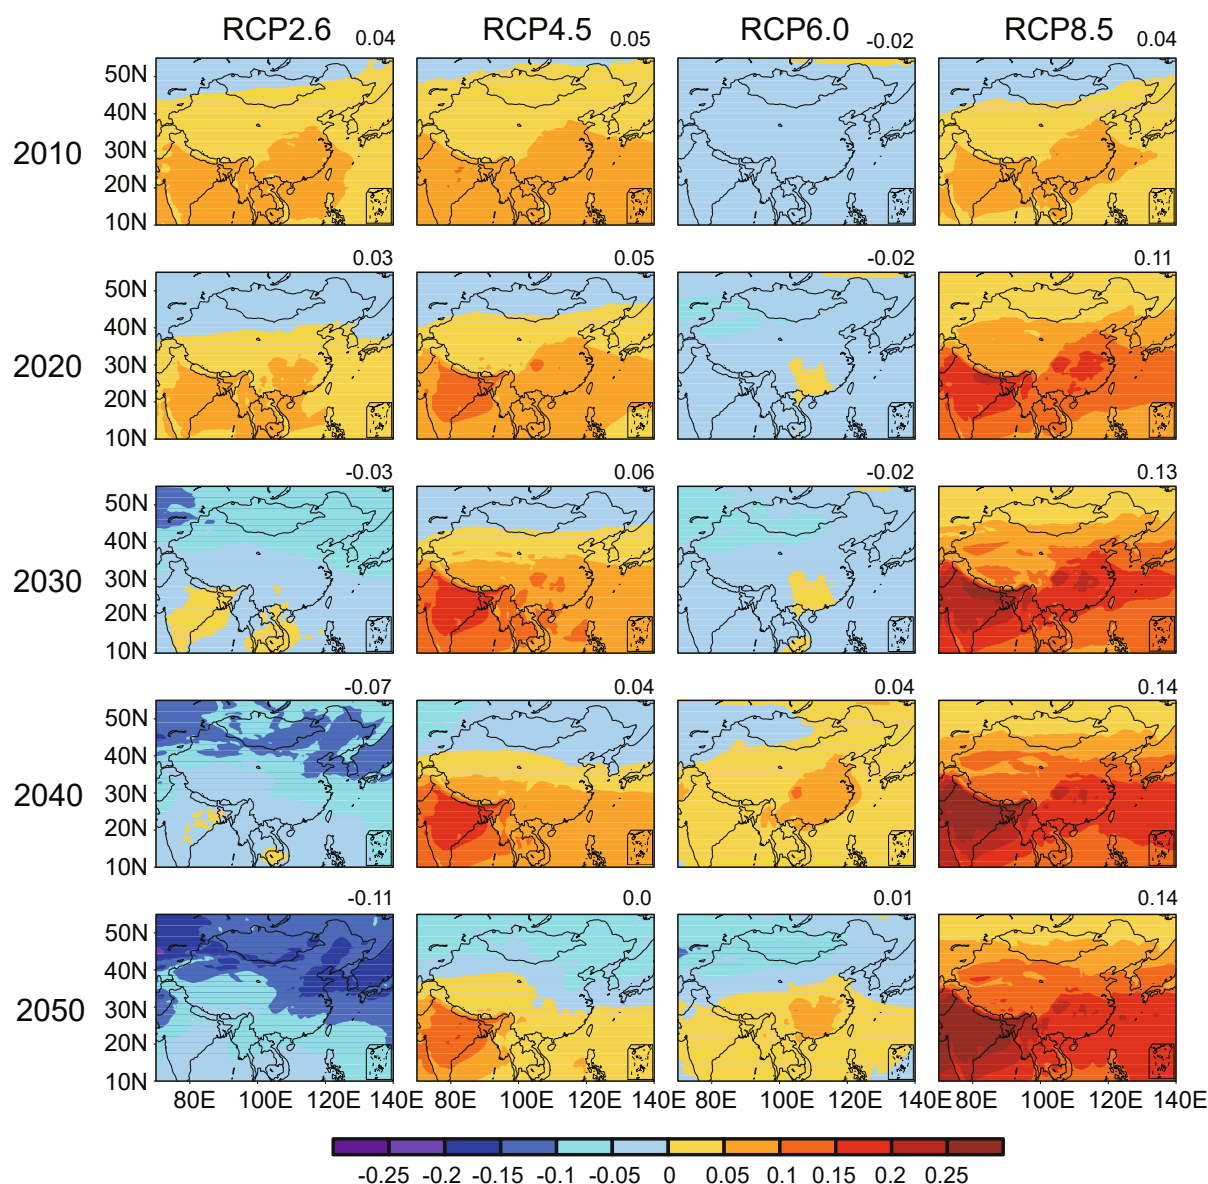 RCP2.6 RCP4.5 RCP6.0 RCP8.5
0.04 0.05 -0.02 0.04
2010
50N
40N
30N
20N
10N
0.03 0.05 -0.02 0.11
2020
50N
40N
30N
20N
10N
-0.03 0.06 -0.02 0.13
2030
50N
40N
30N
20N
10N
-0.07 0.04 0.04 0.14
2040
50N
40N
30N
20N
10N
-0.11 0.0 0.01 0.14
2050
50N
40N
30N
20N
10N
80E 100E 120E 140E 80E 100E 120E 140E 80E 100E 120E 140E 80E 100E 120E 140E
-0.25 -0.2 -0.15 -0.1 -0.05 0 0.05 0.1 0.15 0.2 0.25